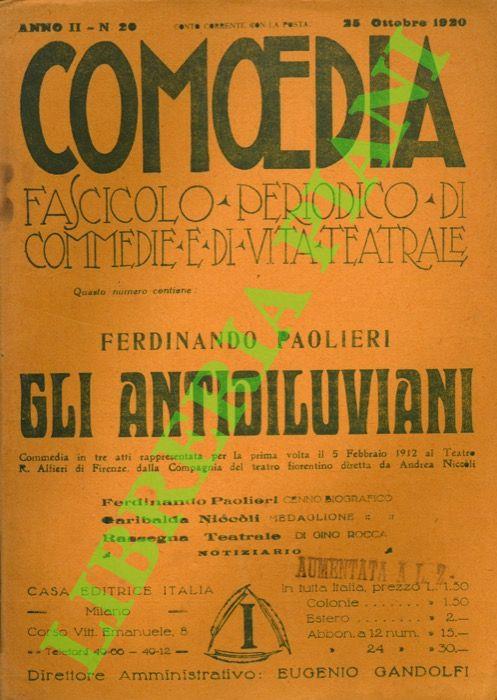 ANNO II - N. 20 CONTO CORRENTE CON LA POSTA 25 Ottobre 1920
COMŒDIA
FASCICOLO · PERIODICO · DI
COMMEDIE · E · DI · VITA · TEATRALE
Questo numero contiene:
FERDINANDO PAOLIERI
GLI ANTIDILUVIANI
Commedia in tre atti rappresentata per la prima volta il 5 Febbraio 1912 al Teatro
R. Alfieri di Firenze, dalla Compagnia del teatro fiorentino diretta da Andrea Niccòli
Ferdinando Paolieri CENNO BIOGRAFICO
Garibalda Niccòli MEDAGLIONE » »
Rassegna Teatrale DI GINO ROCCA
NOTIZIARIO
AUMENTATA A L. 2.-
CASA EDITRICE ITALIA
— Milano —
Corso Vitt. Emanuele, 8
»» Telefoni 49-66 - 49-12 —
I
In tutta Italia, prezzo L. 1.50
Colonie . . . . . . . » 1.50
Estero . . . . . . . » 2.—
Abbon. a 12 num. » 15.—
» 24 » » 30.—
Direttore Amministrativo: EUGENIO GANDOLFI
LIBRERIA PIANI